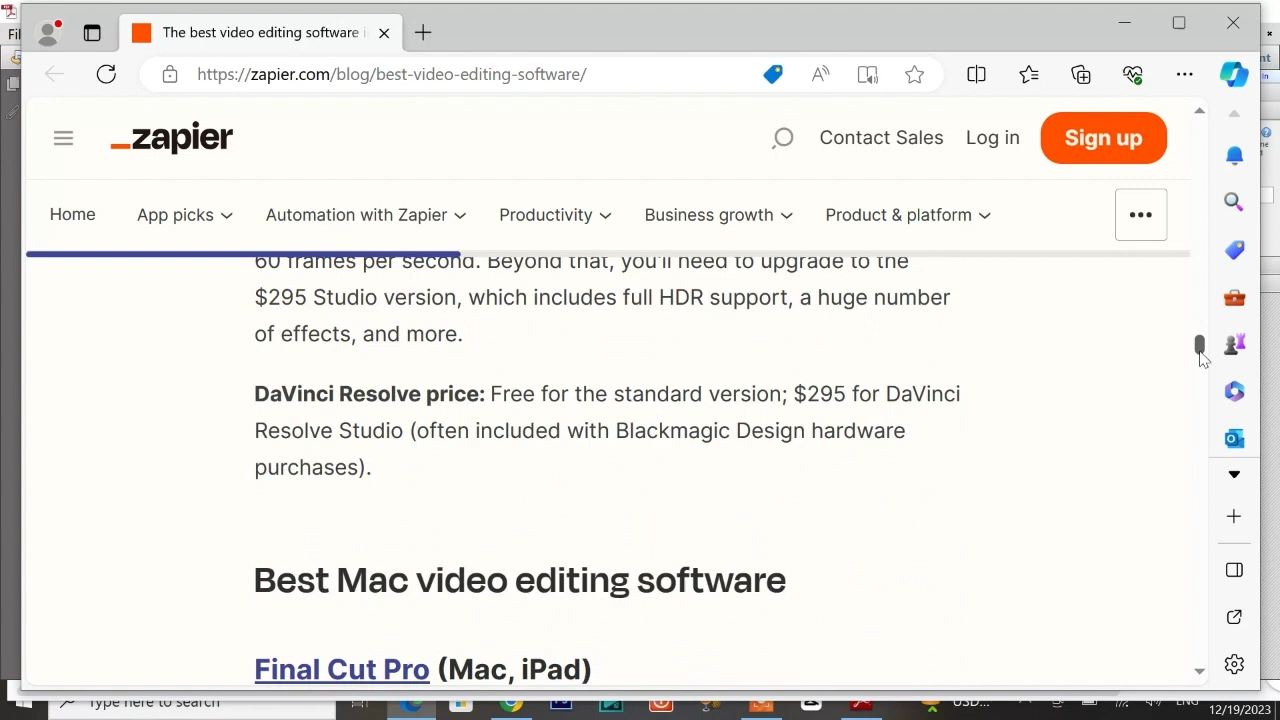 The best video editing software i
https://zapier.com/blog/best-video-editing-software/
zapier
Contact Sales
Log in
Sign up
Home
App picks
Automation with Zapier
Productivity
Business growth
Product & platform
60 frames per second. Beyond that, you'll need to upgrade to the
$295 Studio version, which includes full HDR support, a huge number
of effects, and more.
DaVinci Resolve price: Free for the standard version; $295 for DaVinci
Resolve Studio (often included with Blackmagic Design hardware
purchases).
Best Mac video editing software
Final Cut Pro (Mac, iPad)
Type here to search
USD...
12/19/2023